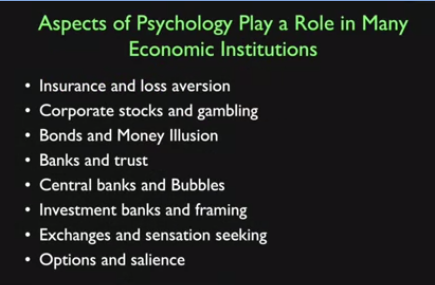 Aspects of Psychology Play a Role in Many
Economic Institutions
• Insurance and loss aversion
• Corporate stocks and gambling
• Bonds and Money Illusion
• Banks and trust
• Central banks and Bubbles
• Investment banks and framing
• Exchanges and sensation seeking
• Options and salience